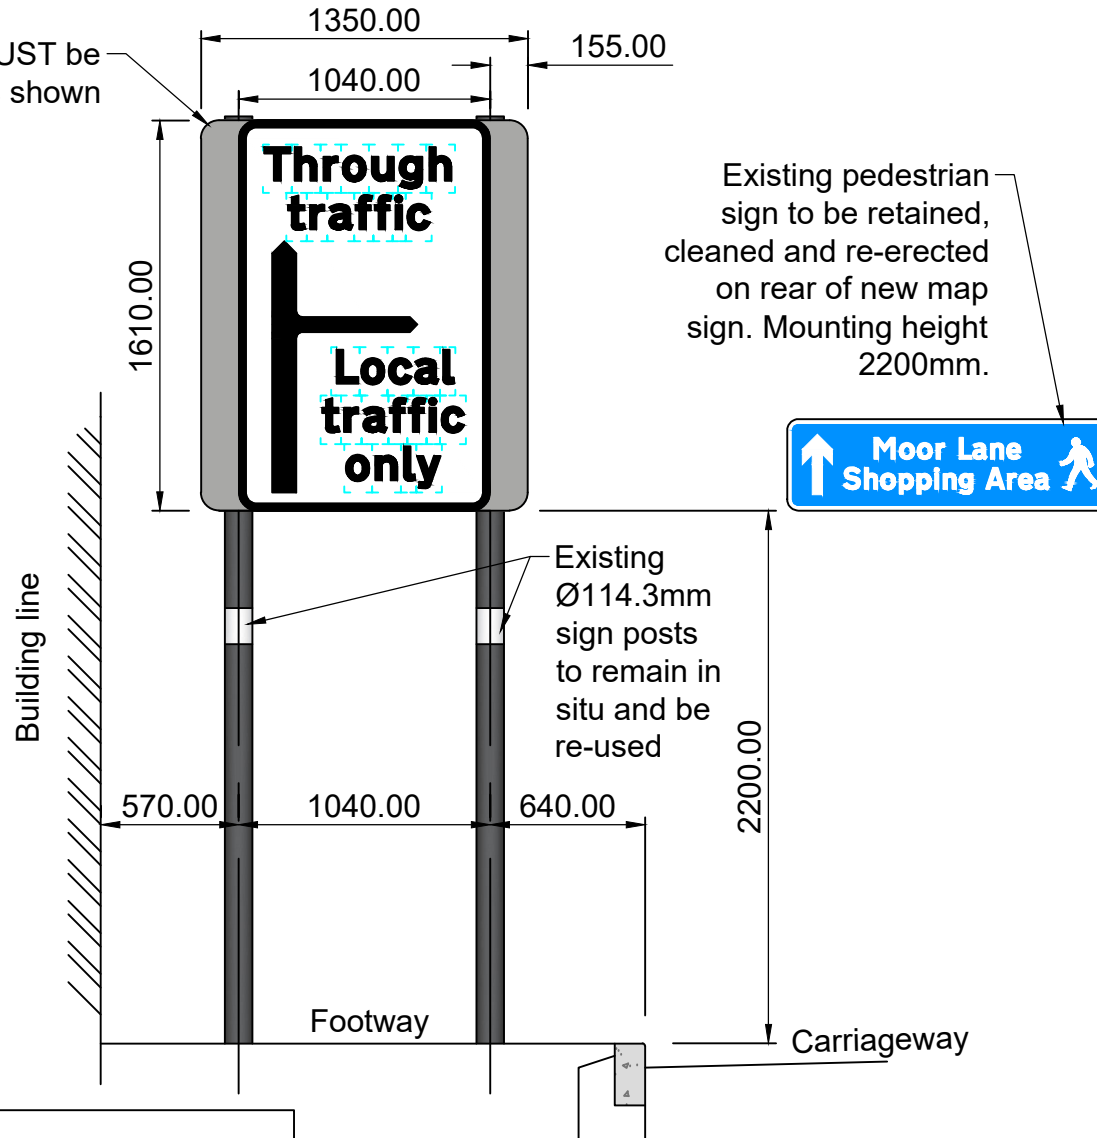 1350.00
155.00
UST be
shown
1040.00
Through
traffic
1610.00
Local
traffic
only
Existing pedestrian
sign to be retained,
cleaned and re-erected
on rear of new map
sign. Mounting height
2200mm.
Moor Lane
Shopping Area
Building line
Existing
Ø114.3mm
sign posts
to remain in
situ and be
re-used
570.00
1040.00
640.00
2200.00
Footway
Carriageway